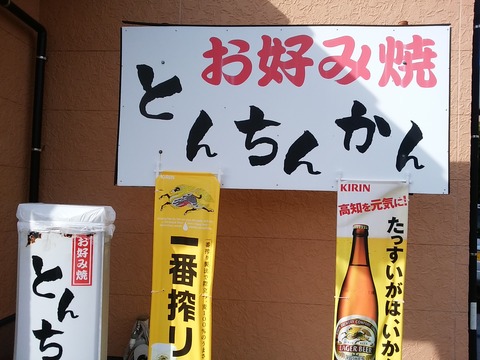 お好み焼
とんちんかん
お好み焼
とんち
KIRIN
一番搾り
KIRIN
高知を元気に!
たっすいがは、いか
LAGER BEER